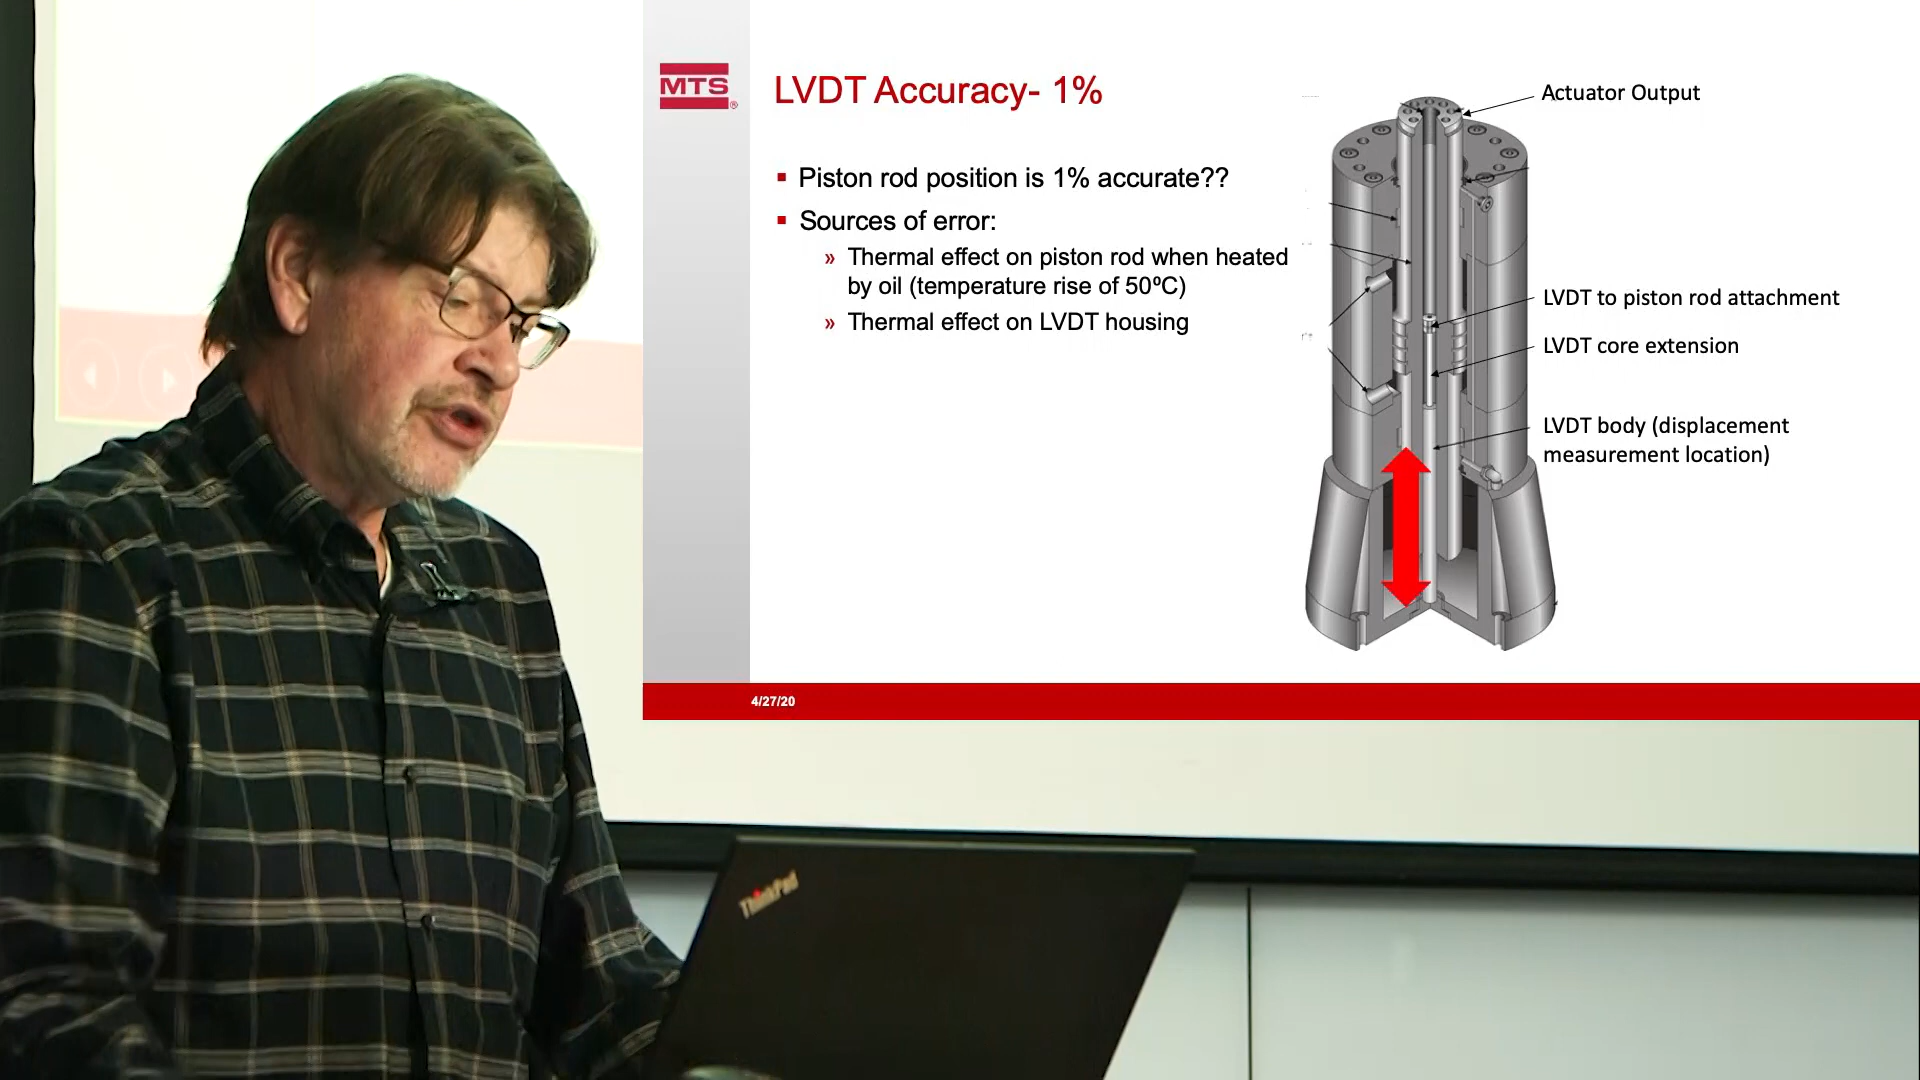 MTS®
LVDT Accuracy- 1%
▪ Piston rod position is 1% accurate??
▪ Sources of error:
» Thermal effect on piston rod when heated
by oil (temperature rise of 50ºC)
» Thermal effect on LVDT housing
Actuator Output
LVDT to piston rod attachment
LVDT core extension
LVDT body (displacement
measurement location)
4/27/20
ThinkPad